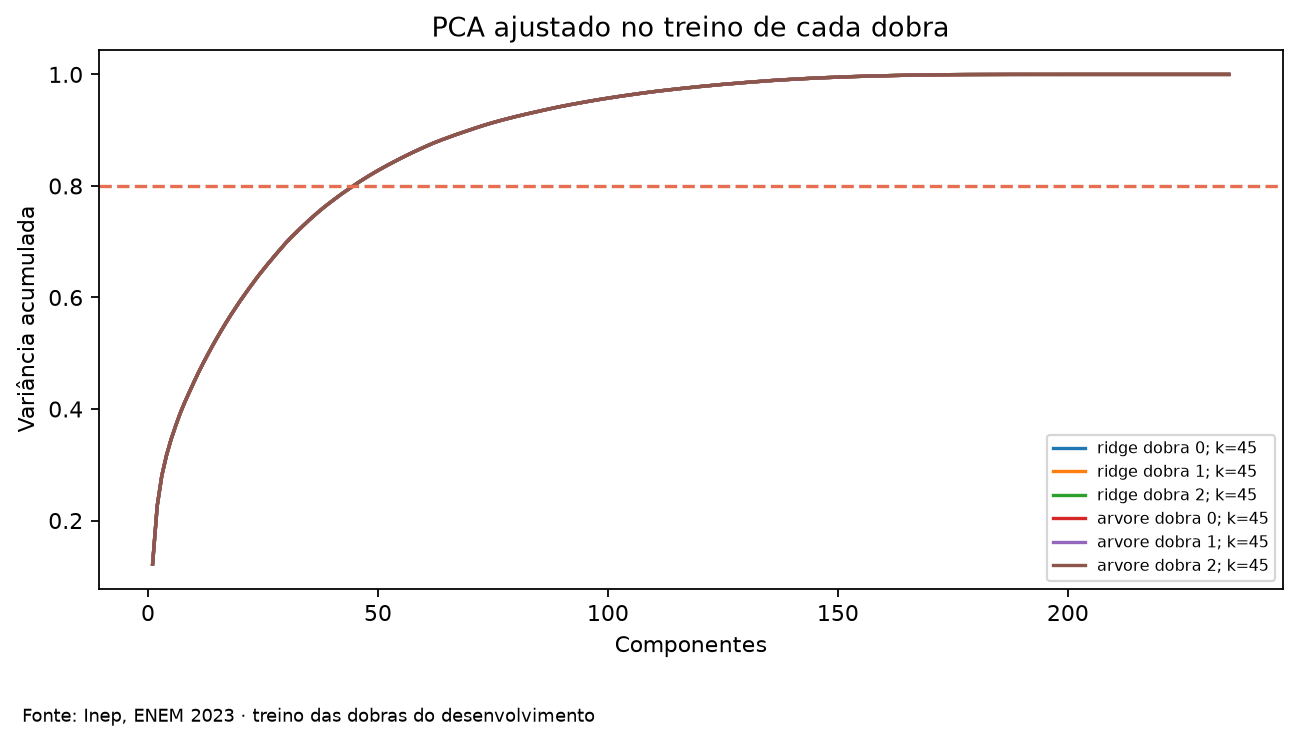 PCA ajustado no treino de cada dobra
Variância acumulada
1.0
0.8
0.6
0.4
0.2
ridge dobra 0; k=45
ridge dobra 1; k=45
ridge dobra 2; k=45
arvore dobra 0; k=45
arvore dobra 1; k=45
arvore dobra 2; k=45
0 50 100 150 200
Componentes
Fonte: Inep, ENEM 2023 · treino das dobras do desenvolvimento